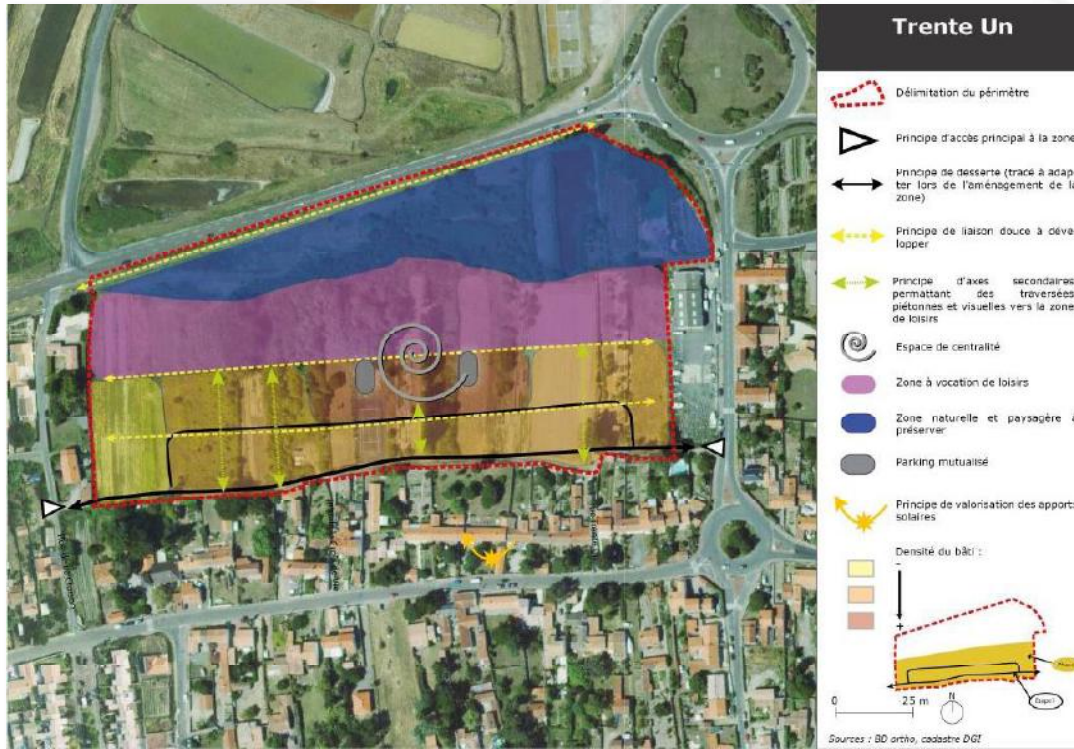 Trente Un
Délimitation du périmètre
Principe d'accès principal à la zone
Principe de desserte (tracé à adap-
ter lors de l'aménagement de la
zone)
Principe de liaison douce à déve
lopper
Principe d'axes secondaires
permettant des traversées
piétonnes et visuelles vers la zone
de loisirs
Espace de centralité
Zone à vocation de loisirs
Zone naturelle et paysagère à
préserver
Parking mutualisé
Principe de valorisation des apports
solaires
Densité du bâti :
-
+
N
0 25 m
Sources : BD ortho, cadastre DGI